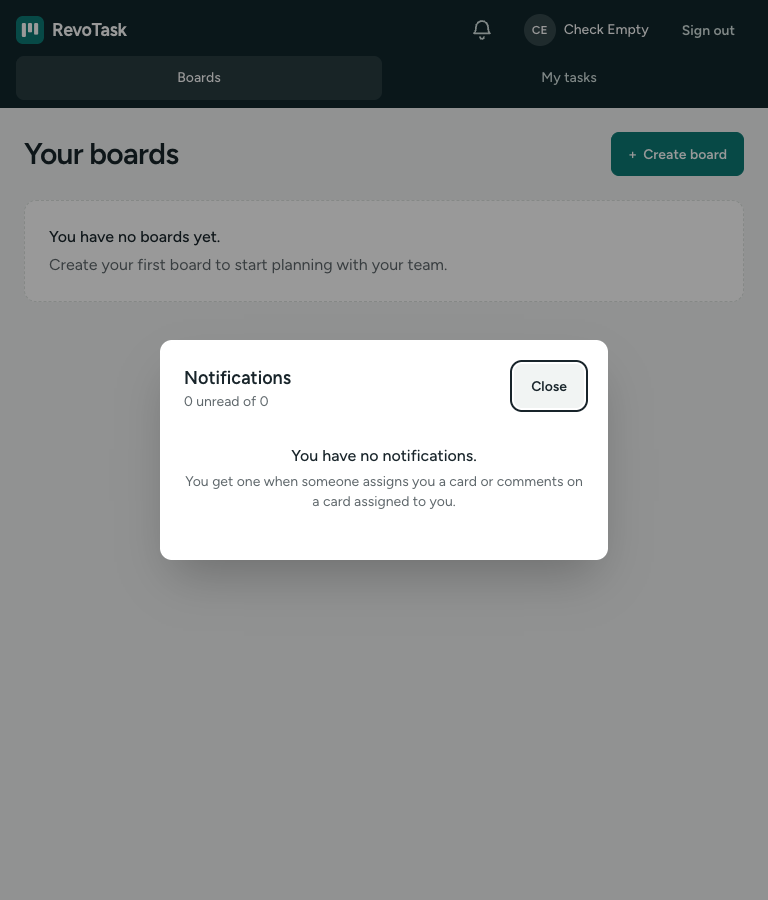 RevoTask
CE
Check Empty
Sign out
Boards
My tasks
Your boards
+ Create board
You have no boards yet.
Create your first board to start planning with your team.
Notifications
0 unread of 0
Close
You have no notifications.
You get one when someone assigns you a card or comments on
a card assigned to you.